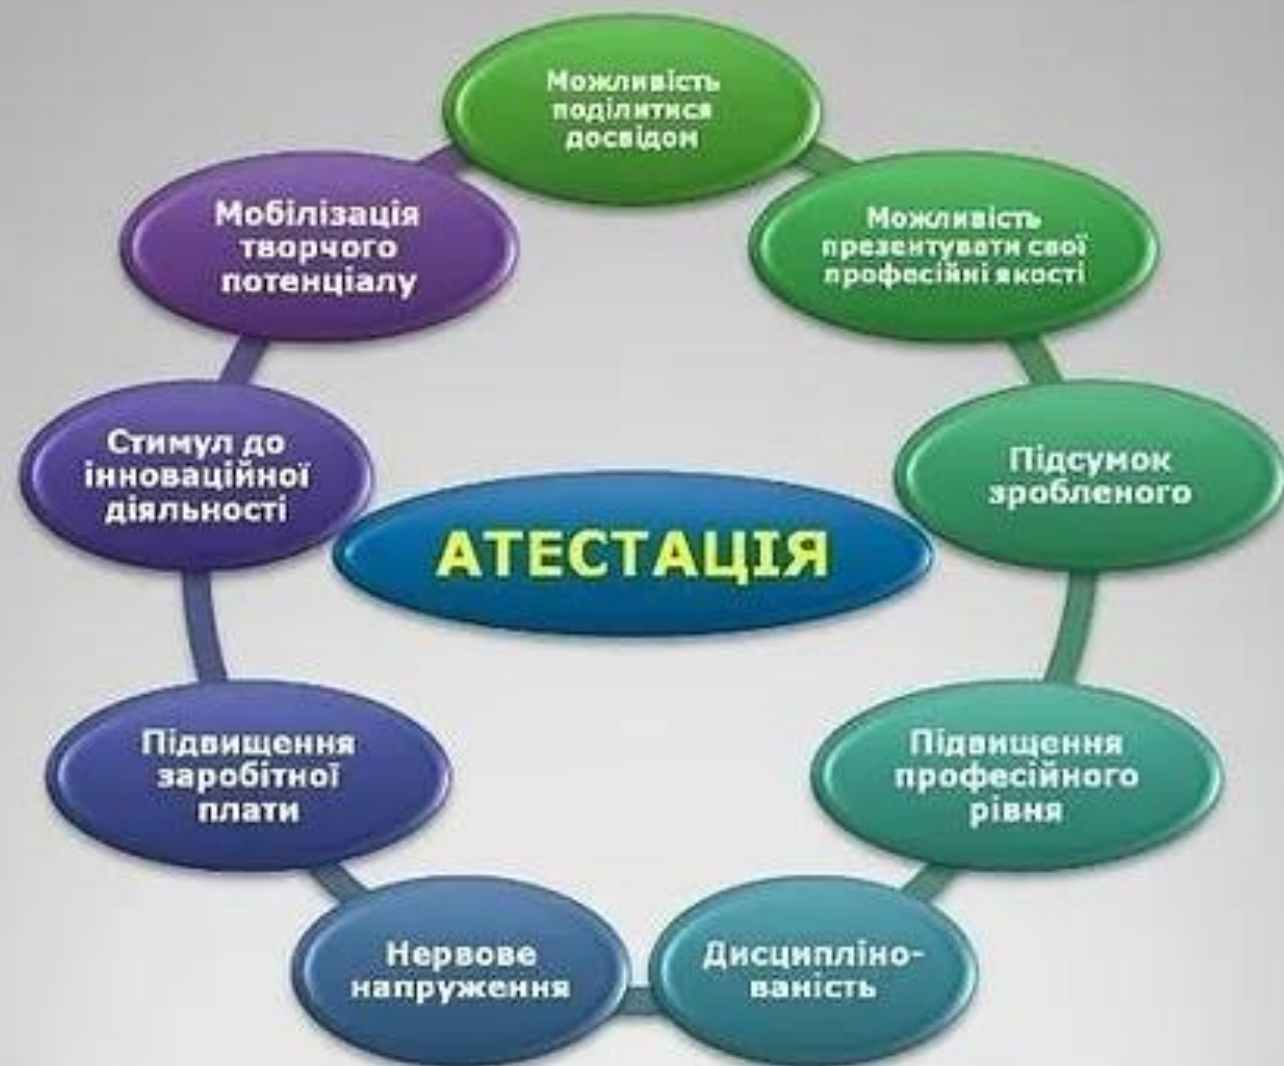 Можливість
поділитися
досвідом
Можливість
презентувати свої
професійні якості
Підсумок
зробленого
Підвищення
професійного
рівня
Дисципліно-
ваність
Нервове
напруження
Підвищення
заробітної
плати
Стимул до
інноваційної
діяльності
Мобілізація
творчого
потенціалу
АТЕСТАЦІЯ